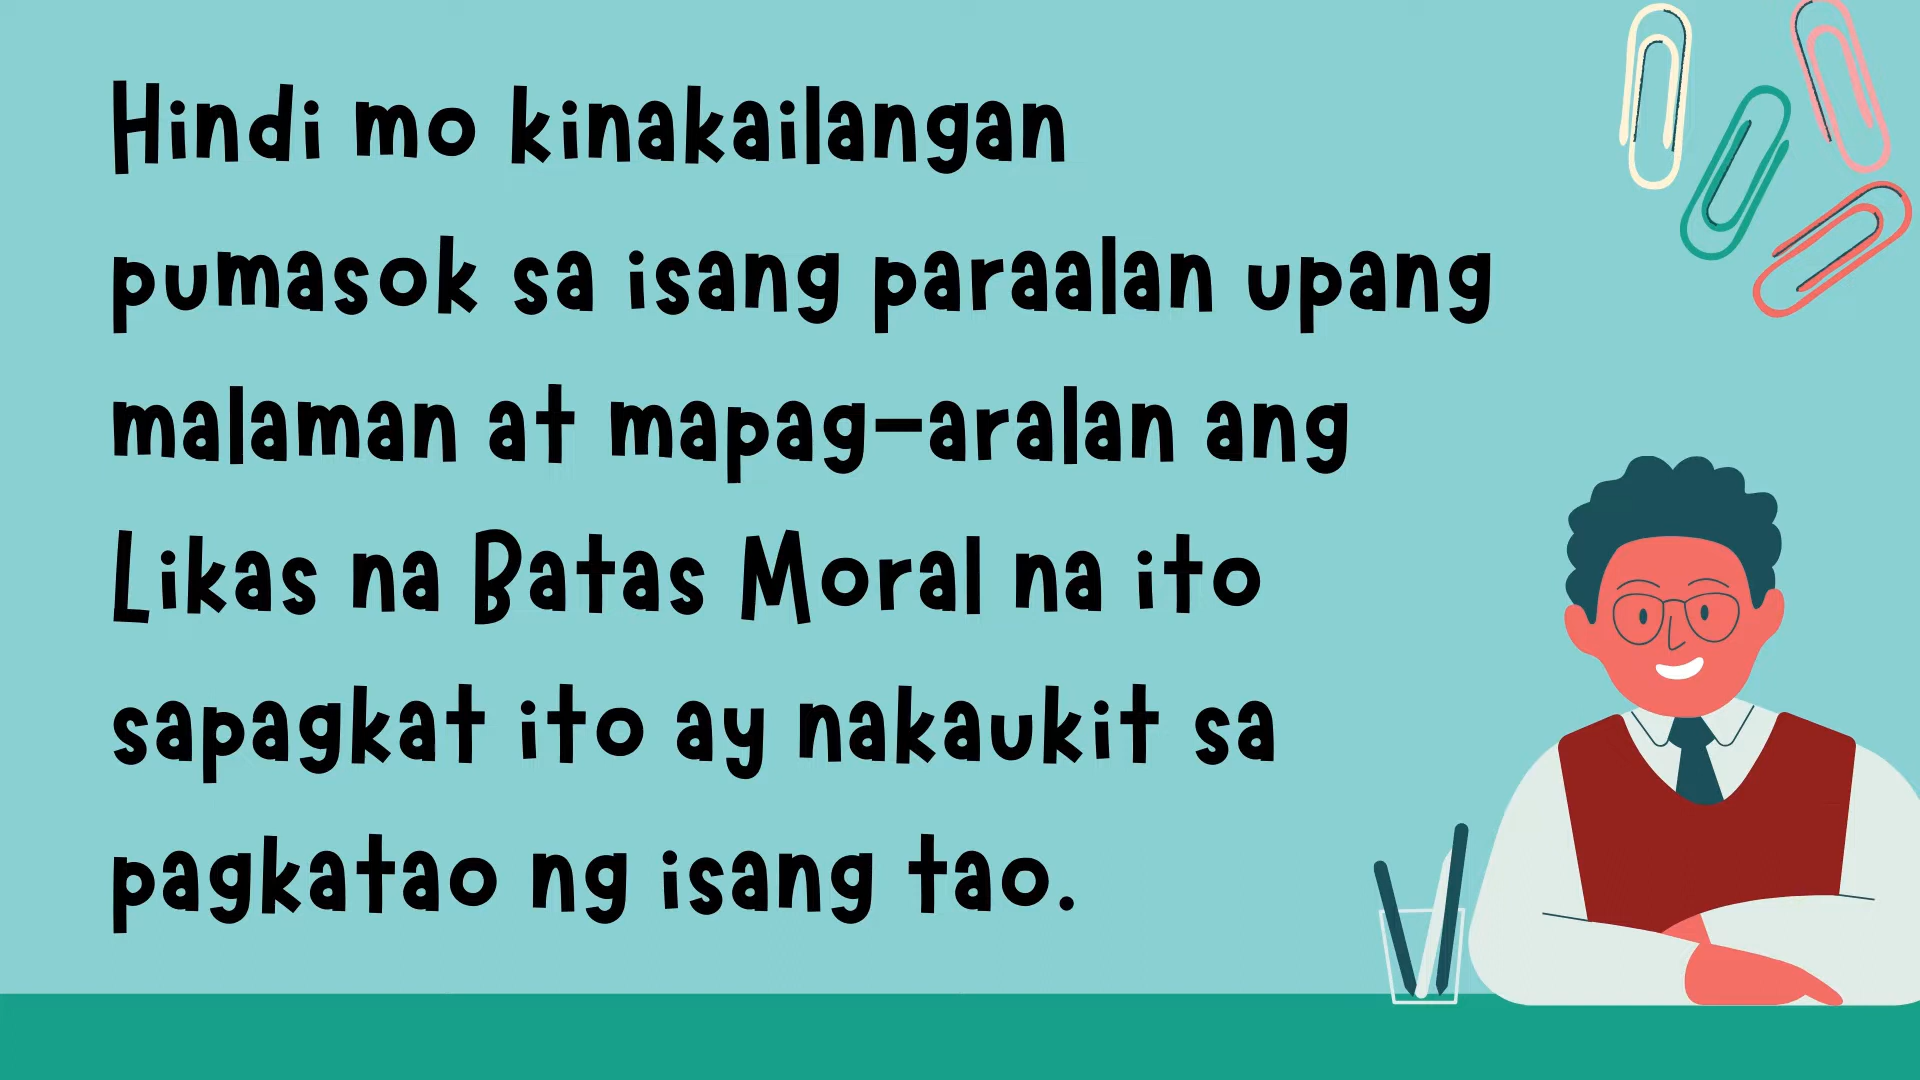 Hindi mo kinakailangan
pumasok sa isang paraalan upang
malaman at mapag-aralan ang
Likas na Batas Moral na ito
sapagkat ito ay nakaukit sa
pagkatao ng isang tao.